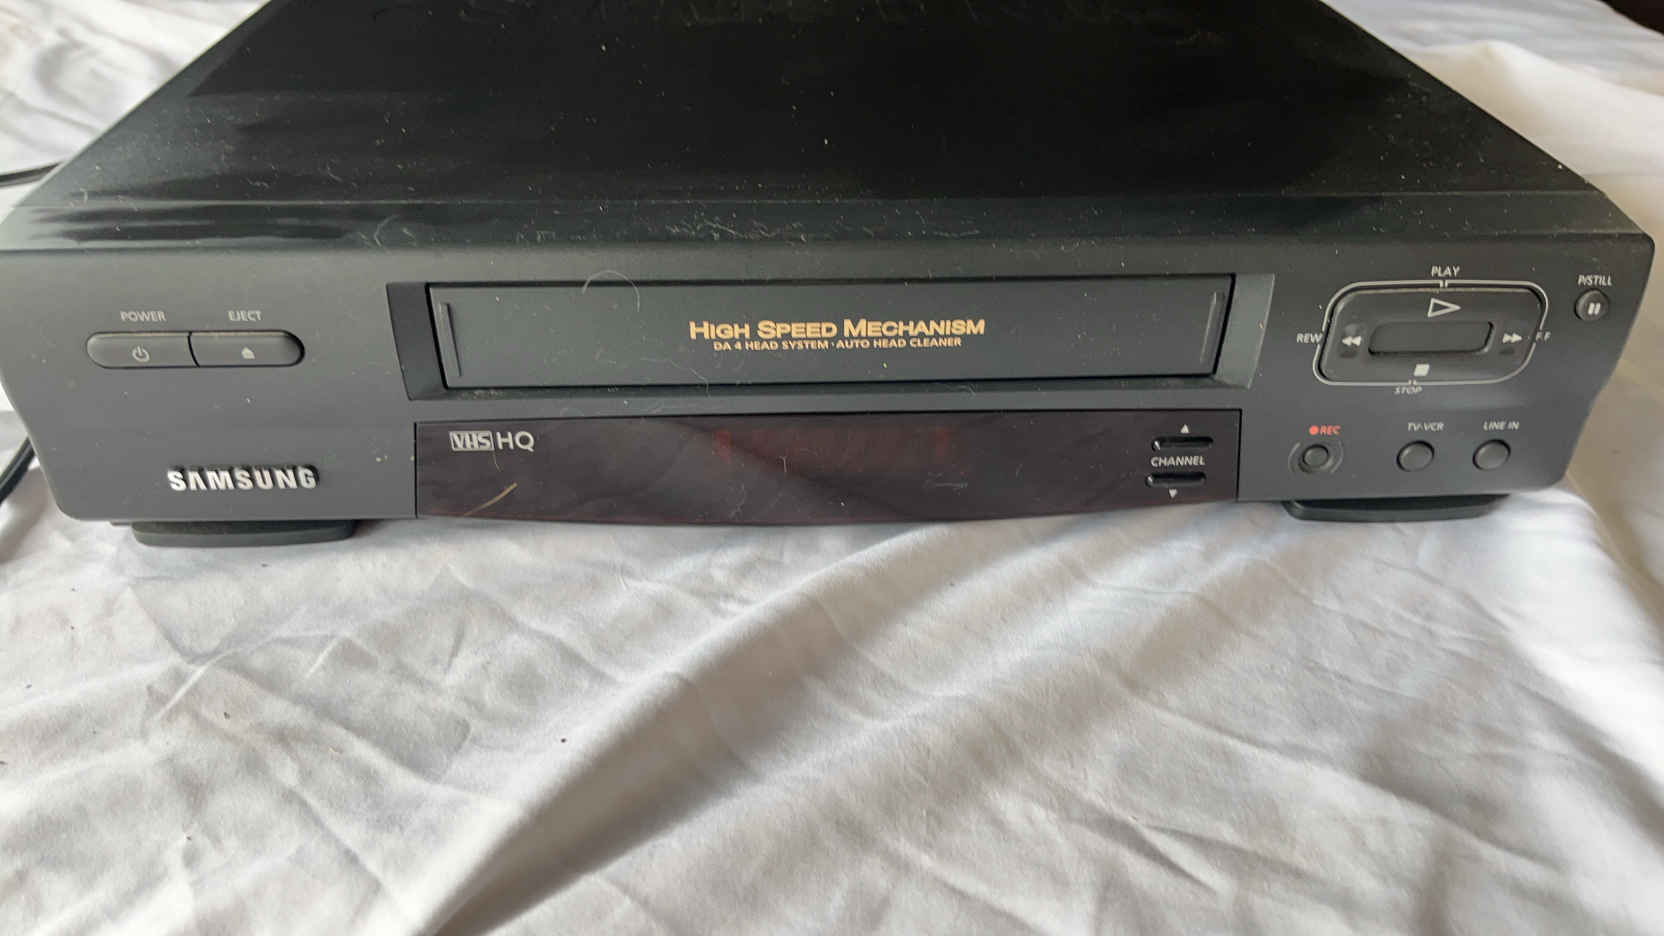 POWER
EJECT
HIGH SPEED MECHANISM
DA 4 HEAD SYSTEM · AUTO HEAD CLEANER
PLAY
P/STILL
REW
F.F
STOP
VHS HQ
CHANNEL
REC
TV·VCR
LINE IN
SAMSUNG